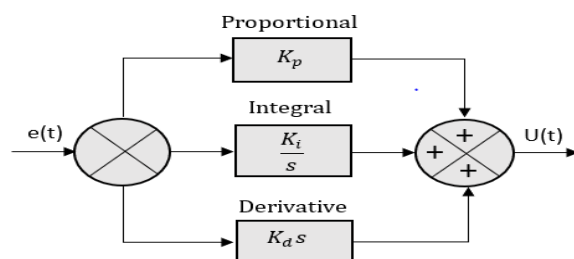 Proportional
K_p
Integral
e(t)
K_i
s
U(t)
+
+
+
Derivative
K_d s